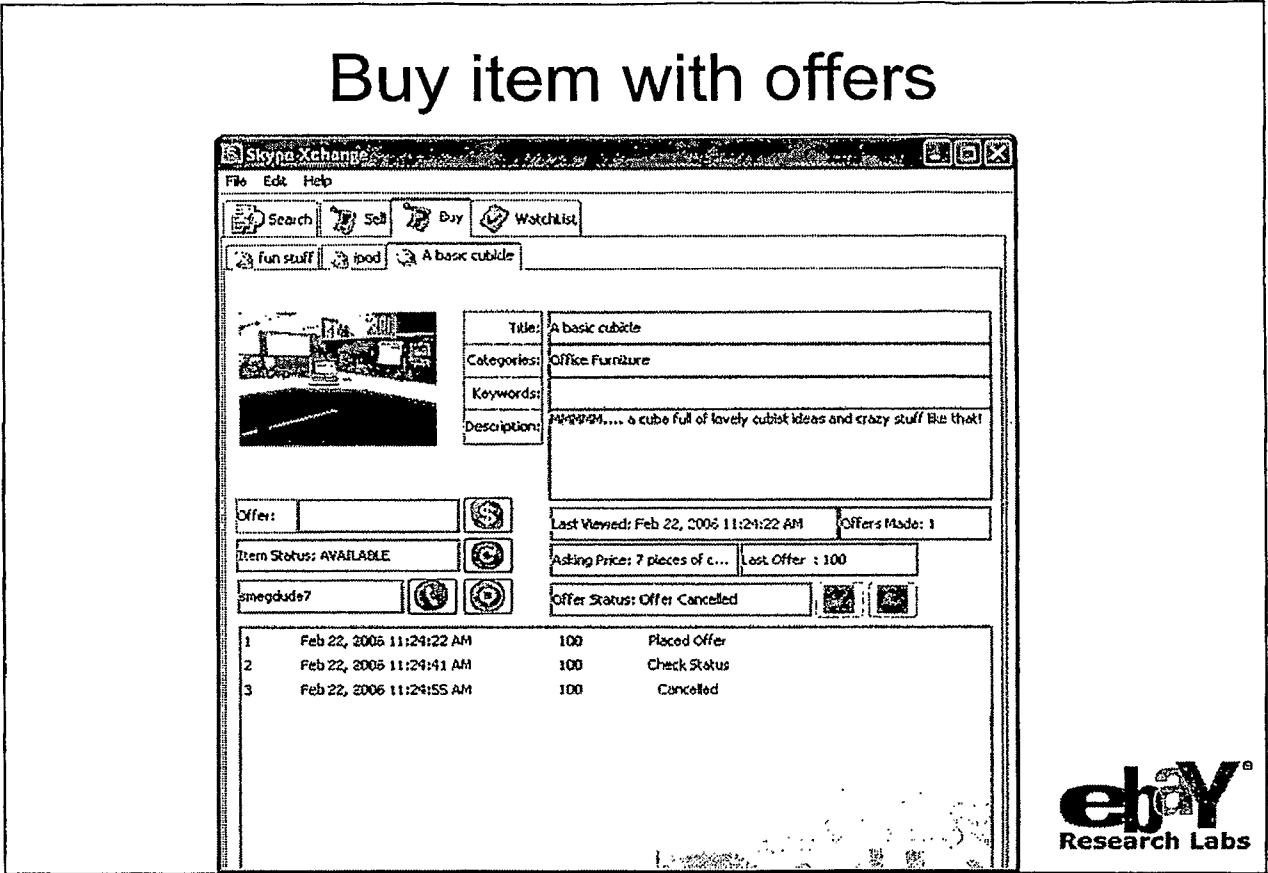 Buy item with offers
Skype Xchange
File Edit Help
Search Sell Buy WatchList
fun stuff ipod A basic cubicle
Title: A basic cubicle
Categories: Office Furniture
Keywords:
Description: MMMMM.... a cube full of lovely cubist ideas and crazy stuff like that!
Offer:
Last Viewed: Feb 22, 2006 11:24:22 AM Offers Made: 1
Item Status: AVAILABLE
Asking Price: 7 pieces of c... Last Offer : 100
smegdude7
Offer Status: Offer Cancelled
1 Feb 22, 2006 11:24:22 AM 100 Placed Offer
2 Feb 22, 2006 11:24:41 AM 100 Check Status
3 Feb 22, 2006 11:24:55 AM 100 Cancelled
ebaY®
Research Labs